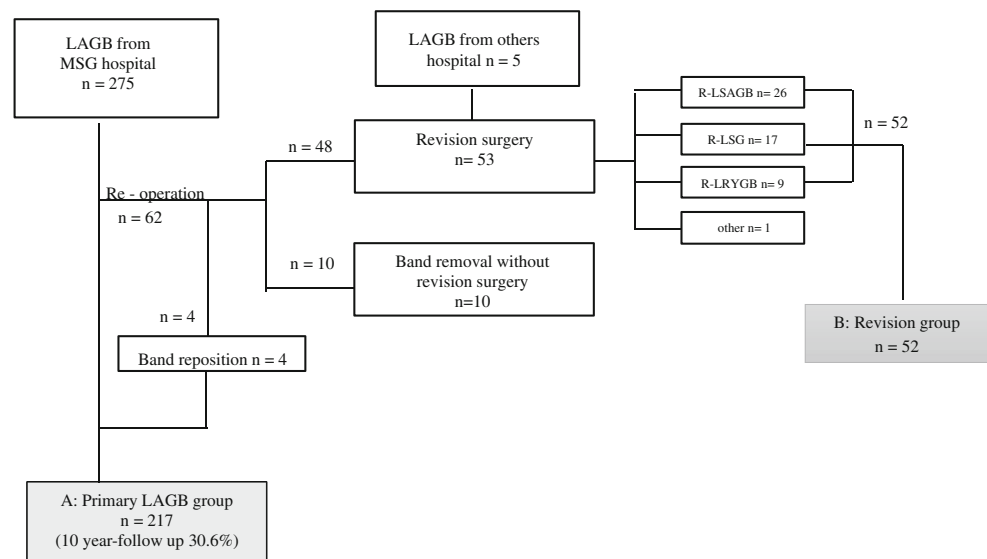 LAGB from
MSG hospital
n = 275
LAGB from others
hospital n = 5
Re - operation
n = 62
n = 48
Revision surgery
n= 53
R-LSAGB n= 26
R-LSG n= 17
R-LRYGB n= 9
other n= 1
n = 52
n = 10
Band removal without
revision surgery
n=10
n = 4
Band reposition n = 4
B: Revision group
n = 52
A: Primary LAGB group
n = 217
(10 year-follow up 30.6%)